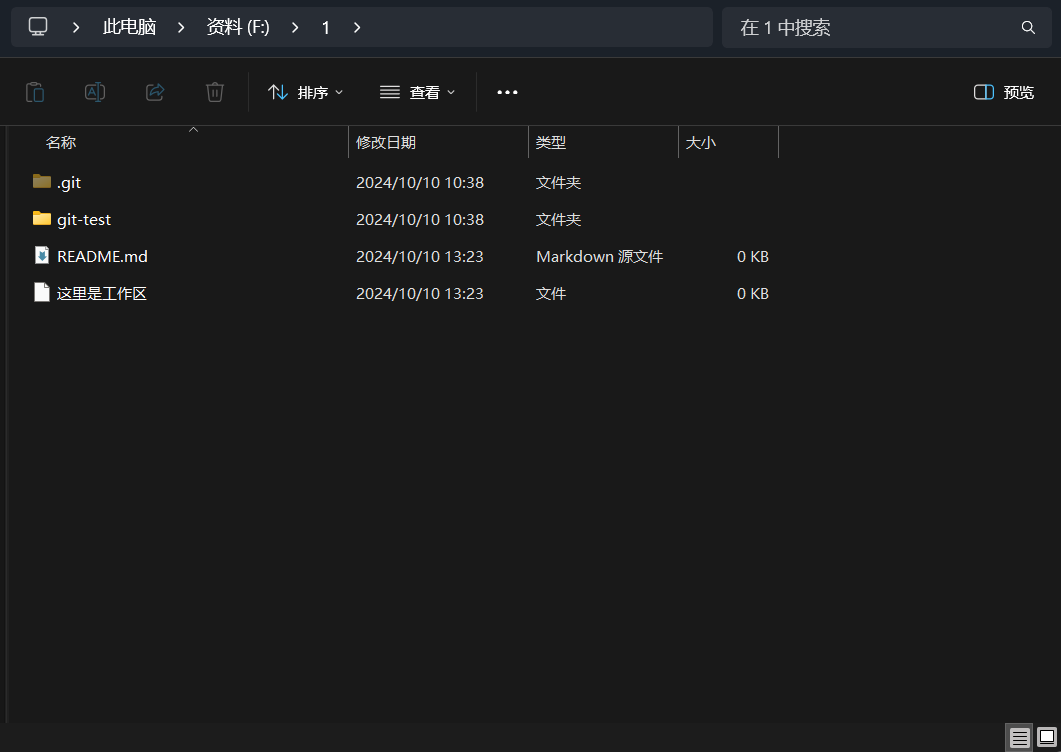 此电脑 资料 (F:) 1 在 1 中搜索
排序 查看 预览
名称 修改日期 类型 大小
.git 2024/10/10 10:38 文件夹
git-test 2024/10/10 10:38 文件夹
README.md 2024/10/10 13:23 Markdown 源文件 0 KB
这里是工作区 2024/10/10 13:23 文件 0 KB